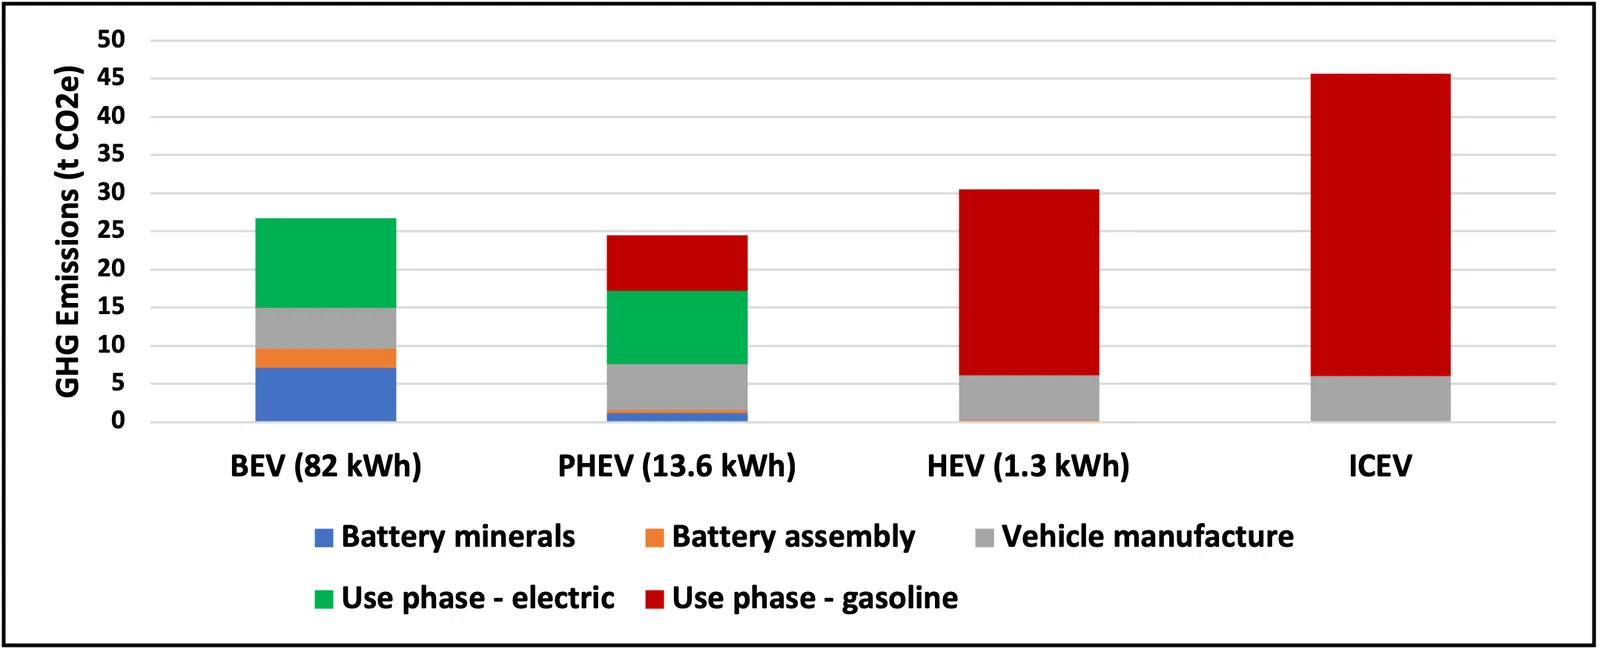 GHG Emissions (t CO2e)
50
45
40
35
30
25
20
15
10
5
0
BEV (82 kWh) PHEV (13.6 kWh) HEV (1.3 kWh) ICEV
Battery minerals Battery assembly Vehicle manufacture
Use phase - electric Use phase - gasoline